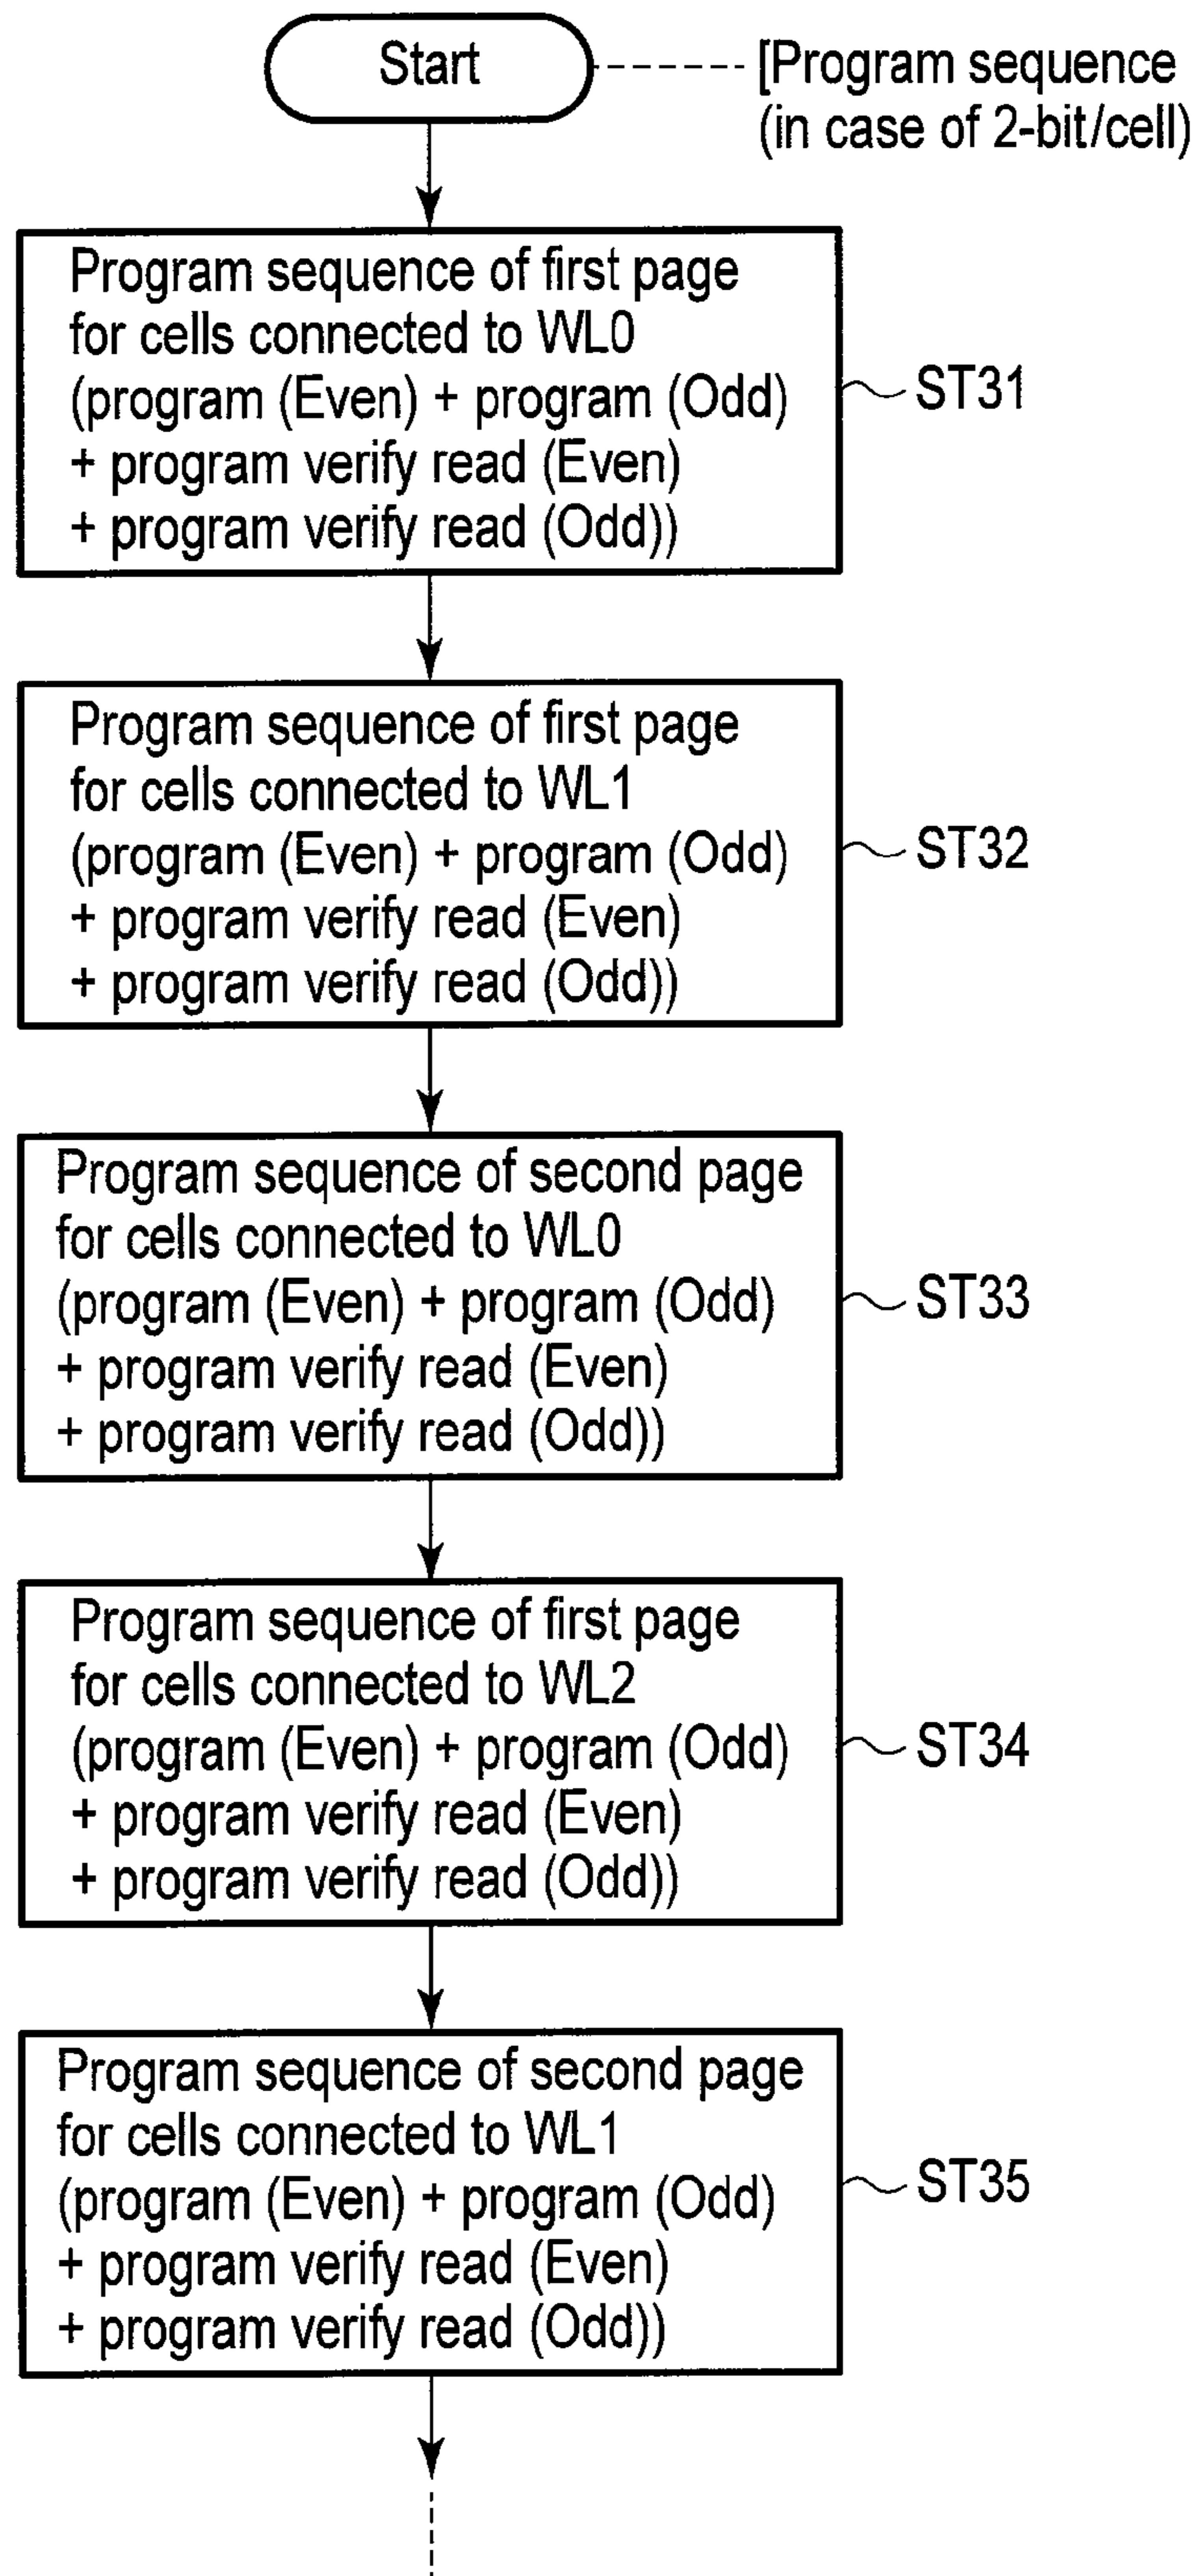 Start
[Program sequence
(in case of 2-bit/cell)
Program sequence of first page
for cells connected to WL0
(program (Even) + program (Odd)
+ program verify read (Even)
+ program verify read (Odd))
ST31
Program sequence of first page
for cells connected to WL1
(program (Even) + program (Odd)
+ program verify read (Even)
+ program verify read (Odd))
ST32
Program sequence of second page
for cells connected to WL0
(program (Even) + program (Odd)
+ program verify read (Even)
+ program verify read (Odd))
ST33
Program sequence of first page
for cells connected to WL2
(program (Even) + program (Odd)
+ program verify read (Even)
+ program verify read (Odd))
ST34
Program sequence of second page
for cells connected to WL1
(program (Even) + program (Odd)
+ program verify read (Even)
+ program verify read (Odd))
ST35